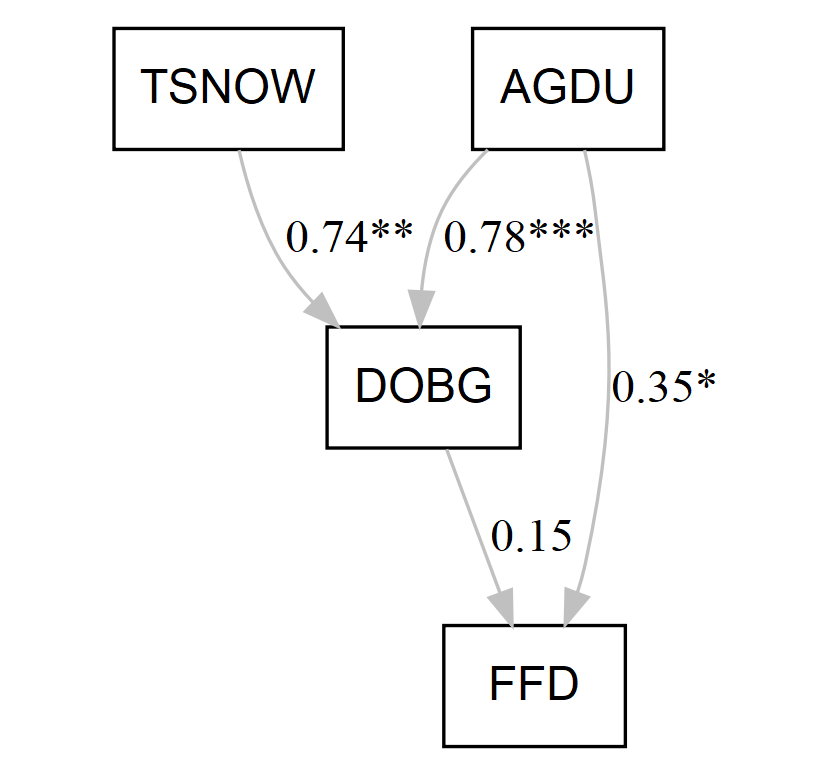 TSNOW
AGDU
0.74**
0.78***
DOBG
0.35*
0.15
FFD